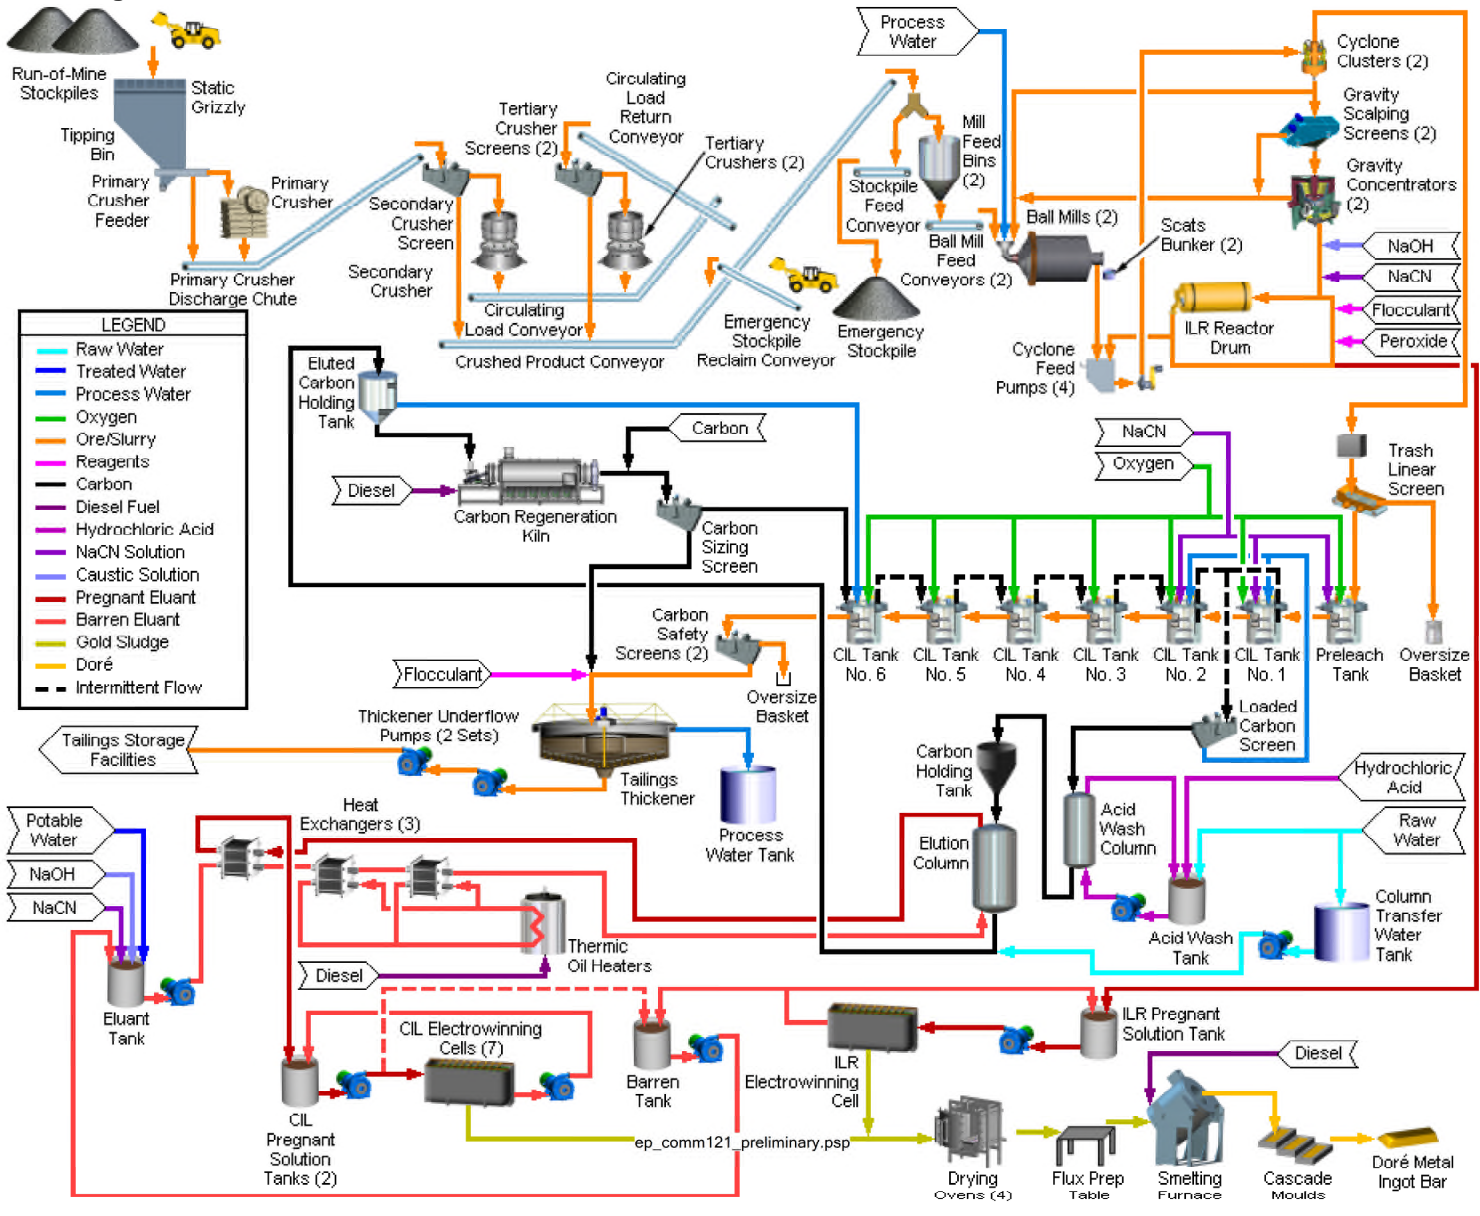 Run-of-Mine
Stockpiles
Static
Grizzly
Tipping
Bin
Primary
Crusher
Feeder
Primary
Crusher
Primary Crusher
Discharge Chute
Secondary
Crusher
Screen
Secondary
Crusher
Tertiary
Crusher
Screens (2)
Circulating
Load
Return
Conveyor
Tertiary
Crushers (2)
Circulating
Load Conveyor
Crushed Product Conveyor
Emergency
Stockpile
Reclaim Conveyor
Emergency
Stockpile
Stockpile
Feed
Conveyor
Mill
Feed
Bins
(2)
Ball Mill
Feed
Conveyors (2)
Process
Water
Ball Mills (2)
Scats
Bunker (2)
Cyclone
Feed
Pumps (4)
Cyclone
Clusters (2)
Gravity
Scalping
Screens (2)
Gravity
Concentrators
(2)
NaOH
NaCN
Flocculant
Peroxide
ILR Reactor
Drum
LEGEND
Raw Water
Treated Water
Process Water
Oxygen
Ore/Slurry
Reagents
Carbon
Diesel Fuel
Hydrochloric Acid
NaCN Solution
Caustic Solution
Pregnant Eluant
Barren Eluant
Gold Sludge
Doré
Intermittent Flow
Eluted
Carbon
Holding
Tank
Diesel
Carbon Regeneration
Kiln
Carbon
Carbon
Sizing
Screen
NaCN
Oxygen
Trash
Linear
Screen
Oversize
Basket
Preleach
Tank
CIL Tank
No. 1
CIL Tank
No. 2
CIL Tank
No. 3
CIL Tank
No. 4
CIL Tank
No. 5
CIL Tank
No. 6
Carbon
Safety
Screens (2)
Oversize
Basket
Flocculant
Thickener Underflow
Pumps (2 Sets)
Tailings Storage
Facilities
Tailings
Thickener
Process
Water Tank
Loaded
Carbon
Screen
Carbon
Holding
Tank
Elution
Column
Acid
Wash
Column
Hydrochloric
Acid
Raw
Water
Acid Wash
Tank
Column
Transfer
Water
Tank
Potable
Water
NaOH
NaCN
Heat
Exchangers (3)
Thermic
Oil Heaters
Diesel
Eluant
Tank
CIL Electrowinning
Cells (7)
CIL
Pregnant
Solution
Tanks (2)
Barren
Tank
ILR
Electrowinning
Cell
ILR Pregnant
Solution Tank
Diesel
ep_comm121_preliminary.psp
Drying
Ovens (4)
Flux Prep
Table
Smelting
Furnace
Cascade
Moulds
Doré Metal
Ingot Bar